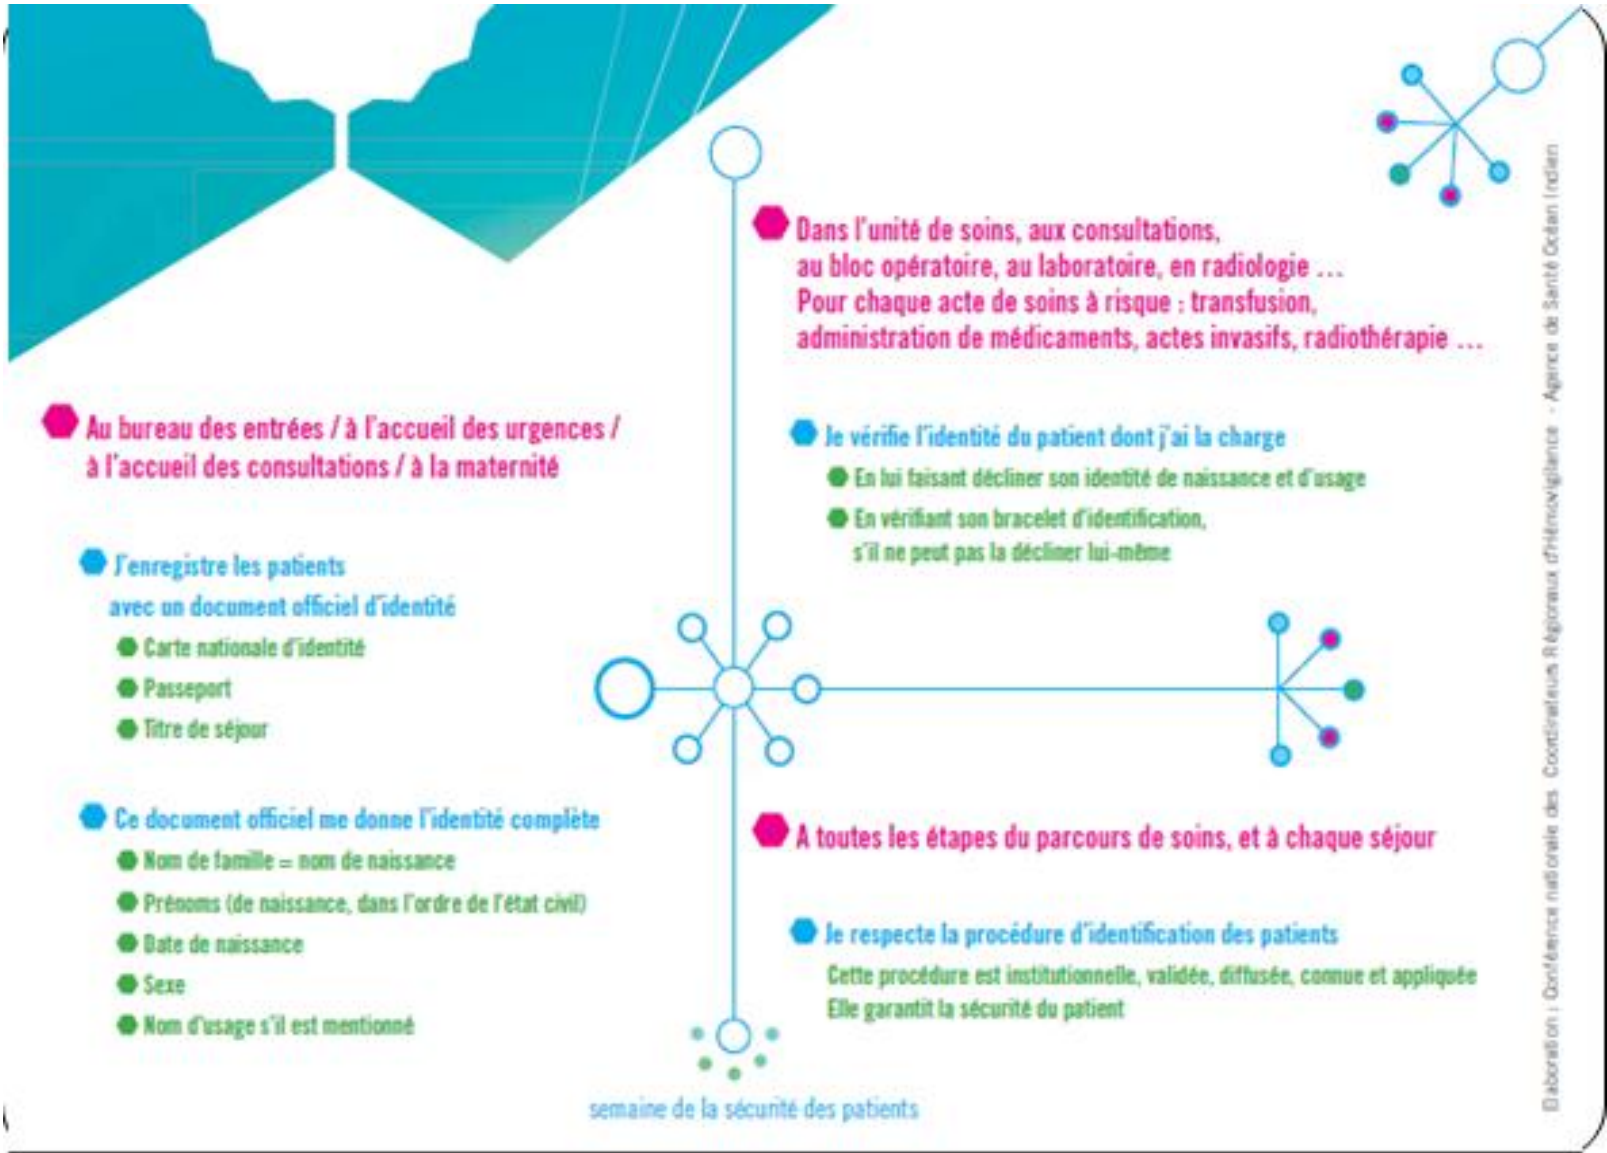 Au bureau des entrées / à l'accueil des urgences /
à l'accueil des consultations / à la maternité
J'enregistre les patients
avec un document officiel d'identité
Carte nationale d'identité
Passeport
Titre de séjour
Ce document officiel me donne l'identité complète
Nom de famille = nom de naissance
Prénoms (de naissance, dans l'ordre de l'état civil)
Date de naissance
Sexe
Nom d'usage s'il est mentionné
Dans l'unité de soins, aux consultations,
au bloc opératoire, au laboratoire, en radiologie ...
Pour chaque acte de soins à risque : transfusion,
administration de médicaments, actes invasifs, radiothérapie ...
Je vérifie l'identité du patient dont j'ai la charge
En lui faisant décliner son identité de naissance et d'usage
En vérifiant son bracelet d'identification,
s'il ne peut pas la décliner lui-même
A toutes les étapes du parcours de soins, et à chaque séjour
Je respecte la procédure d'identification des patients
Cette procédure est institutionnelle, validée, diffusée, connue et appliquée
Elle garantit la sécurité du patient
semaine de la sécurité des patients
Elaboration : Conférence nationale des Coordinateurs Régionaux d'Hémovigilance - Agence de Santé Océan Indien